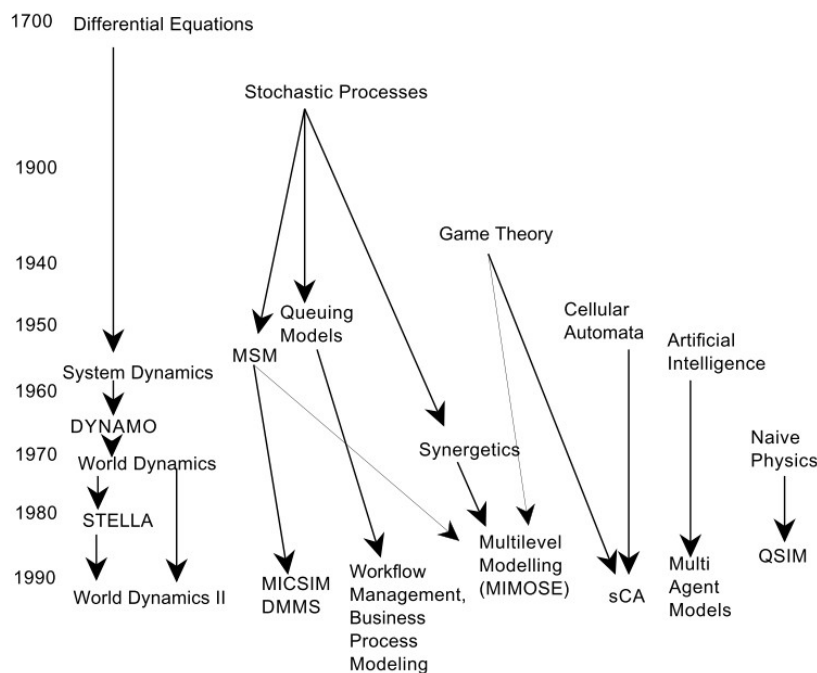 1700
Differential Equations
Stochastic Processes
1900
Game Theory
1940
Cellular
Automata
Queuing
Models
1950
Artificial
Intelligence
MSM
System Dynamics
1960
DYNAMO
Naive
Physics
Synergetics
1970
World Dynamics
1980
STELLA
Multilevel
Modelling
(MIMOSE)
QSIM
1990
MICSIM
DMMS
Workflow
Management,
Business
Process
Modeling
sCA
Multi
Agent
Models
World Dynamics II